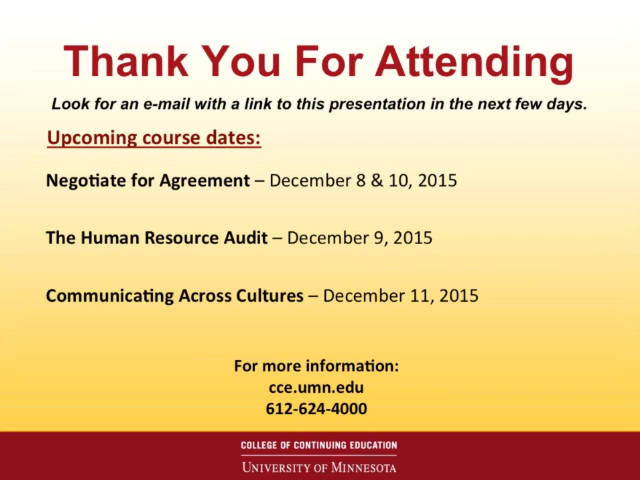 Thank You For Attending
Look for an e-mail with a link to this presentation in the next few days.
Upcoming course dates:
Negotiate for Agreement – December 8 & 10, 2015
The Human Resource Audit – December 9, 2015
Communicating Across Cultures – December 11, 2015
For more information:
cce.umn.edu
612-624-4000
COLLEGE OF CONTINUING EDUCATION
UNIVERSITY OF MINNESOTA